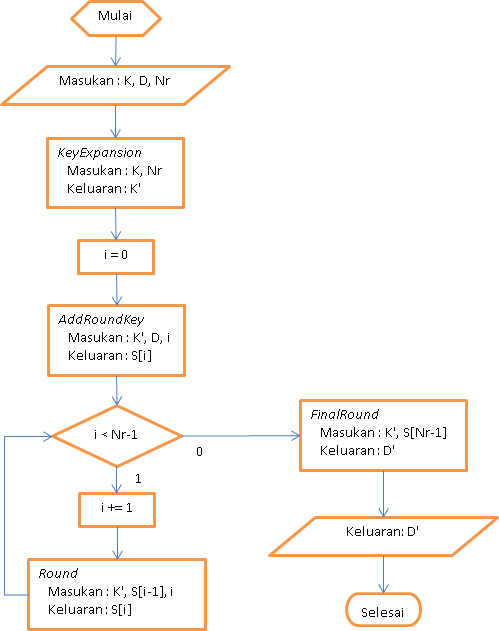 Mulai
Masukan : K, D, Nr
KeyExpansion
Masukan : K, Nr
Keluaran : K'
i = 0
AddRoundKey
Masukan : K', D, i
Keluaran : S[i]
i < Nr-1
0
1
i += 1
Round
Masukan : K', S[i-1], i
Keluaran : S[i]
FinalRound
Masukan : K', S[Nr-1]
Keluaran : D'
Keluaran: D'
Selesai